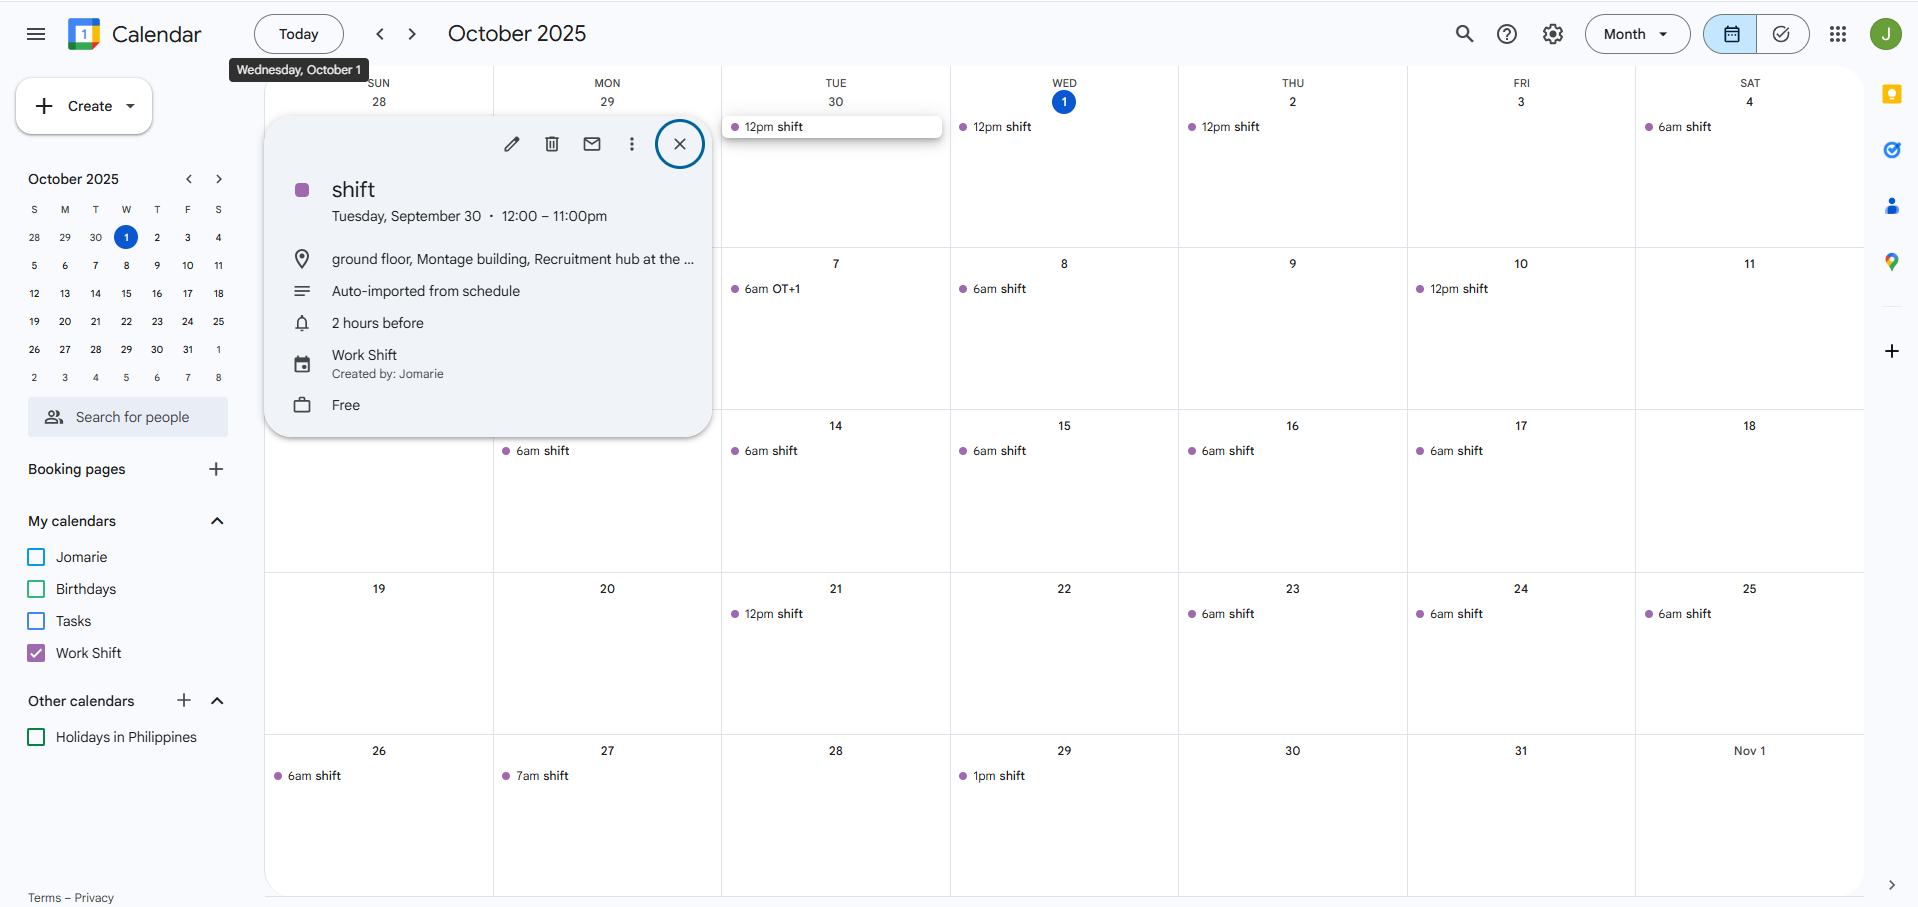 1
Calendar
Today
October 2025
Month
J
Wednesday, October 1
Create
October 2025
S M T W T F S
28 29 30 1 2 3 4
5 6 7 8 9 10 11
12 13 14 15 16 17 18
19 20 21 22 23 24 25
26 27 28 29 30 31 1
2 3 4 5 6 7 8
Search for people
Booking pages
My calendars
Jomarie
Birthdays
Tasks
Work Shift
Other calendars
Holidays in Philippines
Terms – Privacy
SUN MON TUE WED THU FRI SAT
28 29 30 1 2 3 4
12pm shift 12pm shift 12pm shift 6am shift
shift
Tuesday, September 30 · 12:00 – 11:00pm
ground floor, Montage building, Recruitment hub at the ...
Auto-imported from schedule
2 hours before
Work Shift
Created by: Jomarie
Free
7 8 9 10 11
6am OT+1 6am shift 12pm shift
14 15 16 17 18
6am shift 6am shift 6am shift 6am shift 6am shift
19 20 21 22 23 24 25
12pm shift 6am shift 6am shift 6am shift
26 27 28 29 30 31 Nov 1
6am shift 7am shift 1pm shift